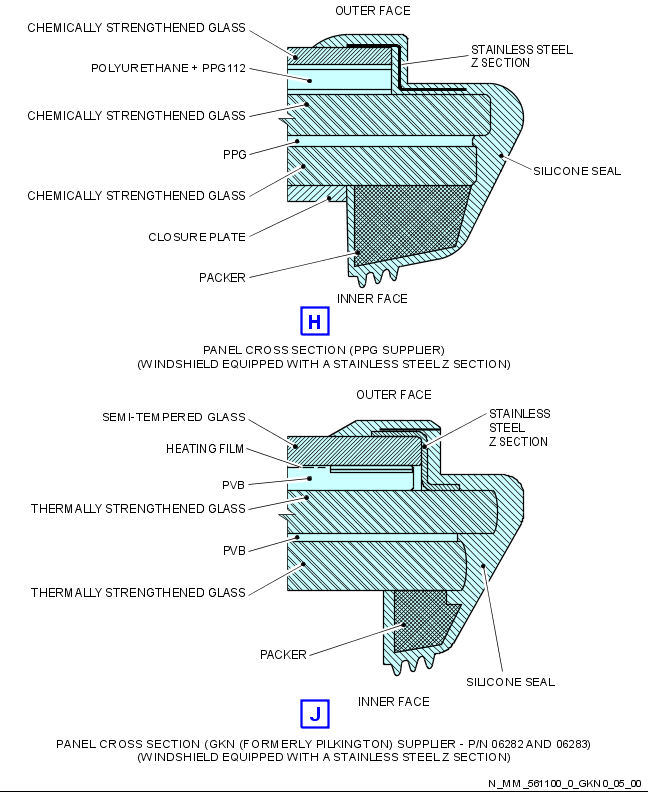 OUTER FACE
CHEMICALLY STRENGTHENED GLASS
STAINLESS STEEL
Z SECTION
POLYURETHANE + PPG112
CHEMICALLY STRENGTHENED GLASS
PPG
SILICONE SEAL
CHEMICALLY STRENGTHENED GLASS
CLOSURE PLATE
PACKER
INNER FACE
H
PANEL CROSS SECTION (PPG SUPPLIER)
(WINDSHIELD EQUIPPED WITH A STAINLESS STEEL Z SECTION)
OUTER FACE
SEMI-TEMPERED GLASS
STAINLESS
STEEL
Z SECTION
HEATING FILM
PVB
THERMALLY STRENGTHENED GLASS
PVB
THERMALLY STRENGTHENED GLASS
PACKER
SILICONE SEAL
INNER FACE
J
PANEL CROSS SECTION (GKN (FORMERLY PILKINGTON) SUPPLIER - P/N 06282 AND 06283)
(WINDSHIELD EQUIPPED WITH A STAINLESS STEEL Z SECTION)
N_MM_561100_0_GKN0_05_00